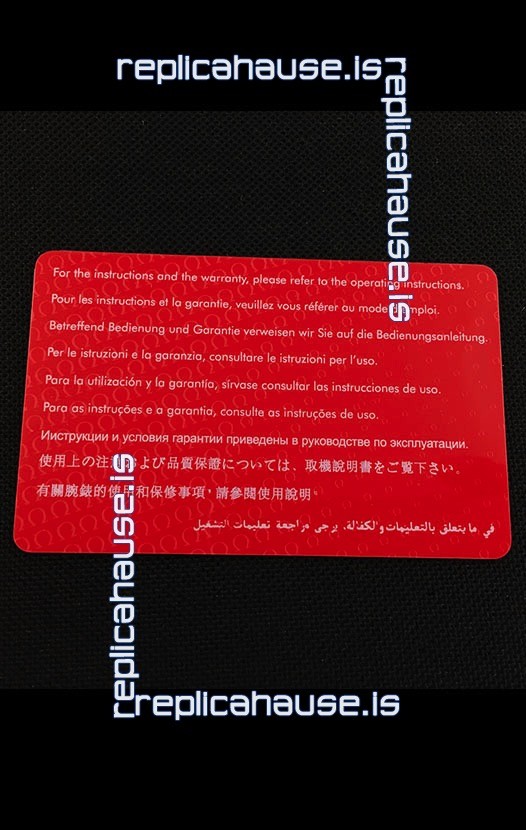 replicahause.is
replicahause.is
For the instructions and the warranty, please refer to the operating instructions.
Pour les instructions et la garantie, veuillez vous référer au mode d'emploi.
Betreffend Bedienung und Garantie verweisen wir Sie auf die Bedienungsanleitung.
Per le istruzioni e la garanzia, consultare le istruzioni per l'uso.
Para la utilización y la garantía, sírvase consultar las instrucciones de uso.
Para as instruções e a garantia, consulte as instruções de uso.
Инструкции и условия гарантии приведены в руководстве по эксплуатации.
使用上の注意および品質保證については、取機說明書をご覧下さい。
有關腕錶的使用和保修事項，請參閱使用說明。
في ما يتعلق بالتعليمات والكفالة، يرجى مراجعة تعليمات التشغيل
replicahause.is
rreplicahause.is